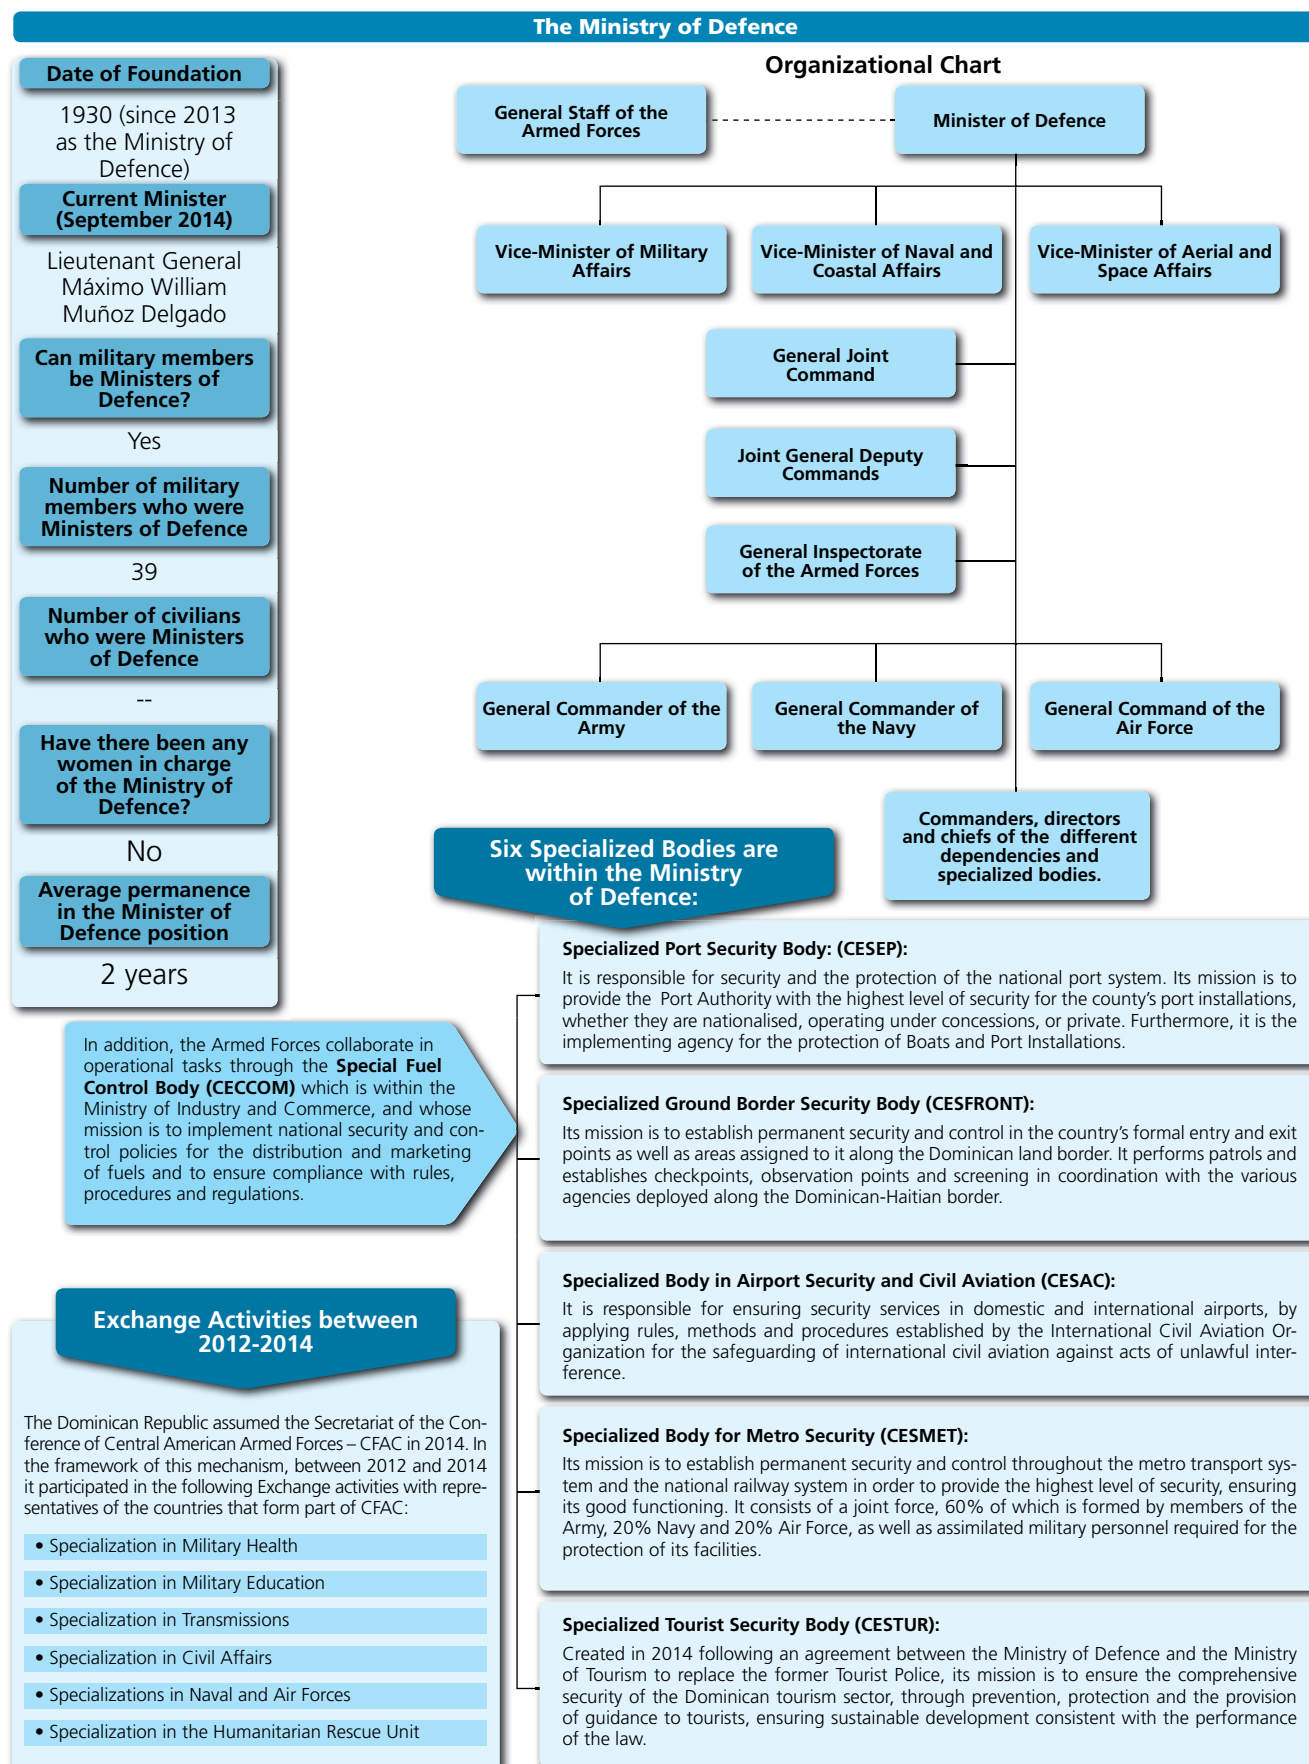 The Ministry of Defence
Date of Foundation
1930 (since 2013
as the Ministry of
Defence)
Current Minister
(September 2014)
Lieutenant General
Máximo William
Muñoz Delgado
Can military members
be Ministers of
Defence?
Yes
Number of military
members who were
Ministers of Defence
39
Number of civilians
who were Ministers
of Defence
--
Have there been any
women in charge
of the Ministry of
Defence?
No
Average permanence
in the Minister of
Defence position
2 years
Organizational Chart
General Staff of the
Armed Forces
Minister of Defence
Vice-Minister of Military
Affairs
Vice-Minister of Naval and
Coastal Affairs
Vice-Minister of Aerial and
Space Affairs
General Joint
Command
Joint General Deputy
Commands
General Inspectorate
of the Armed Forces
General Commander of the
Army
General Commander of
the Navy
General Command of the
Air Force
Commanders, directors
and chiefs of the different
dependencies and
specialized bodies.
Six Specialized Bodies are
within the Ministry
of Defence:
Specialized Port Security Body: (CESEP):
It is responsible for security and the protection of the national port system. Its mission is to
provide the Port Authority with the highest level of security for the county's port installations,
whether they are nationalised, operating under concessions, or private. Furthermore, it is the
implementing agency for the protection of Boats and Port Installations.
In addition, the Armed Forces collaborate in
operational tasks through the Special Fuel
Control Body (CECCOM) which is within the
Ministry of Industry and Commerce, and whose
mission is to implement national security and con-
trol policies for the distribution and marketing
of fuels and to ensure compliance with rules,
procedures and regulations.
Specialized Ground Border Security Body (CESFRONT):
Its mission is to establish permanent security and control in the country's formal entry and exit
points as well as areas assigned to it along the Dominican land border. It performs patrols and
establishes checkpoints, observation points and screening in coordination with the various
agencies deployed along the Dominican-Haitian border.
Specialized Body in Airport Security and Civil Aviation (CESAC):
It is responsible for ensuring security services in domestic and international airports, by
applying rules, methods and procedures established by the International Civil Aviation Or-
ganization for the safeguarding of international civil aviation against acts of unlawful inter-
ference.
Specialized Body for Metro Security (CESMET):
Its mission is to establish permanent security and control throughout the metro transport sys-
tem and the national railway system in order to provide the highest level of security, ensuring
its good functioning. It consists of a joint force, 60% of which is formed by members of the
Army, 20% Navy and 20% Air Force, as well as assimilated military personnel required for the
protection of its facilities.
Specialized Tourist Security Body (CESTUR):
Created in 2014 following an agreement between the Ministry of Defence and the Ministry
of Tourism to replace the former Tourist Police, its mission is to ensure the comprehensive
security of the Dominican tourism sector, through prevention, protection and the provision
of guidance to tourists, ensuring sustainable development consistent with the performance
of the law.
Exchange Activities between
2012-2014
The Dominican Republic assumed the Secretariat of the Con-
ference of Central American Armed Forces – CFAC in 2014. In
the framework of this mechanism, between 2012 and 2014
it participated in the following Exchange activities with repre-
sentatives of the countries that form part of CFAC:
• Specialization in Military Health
• Specialization in Military Education
• Specialization in Transmissions
• Specialization in Civil Affairs
• Specializations in Naval and Air Forces
• Specialization in the Humanitarian Rescue Unit